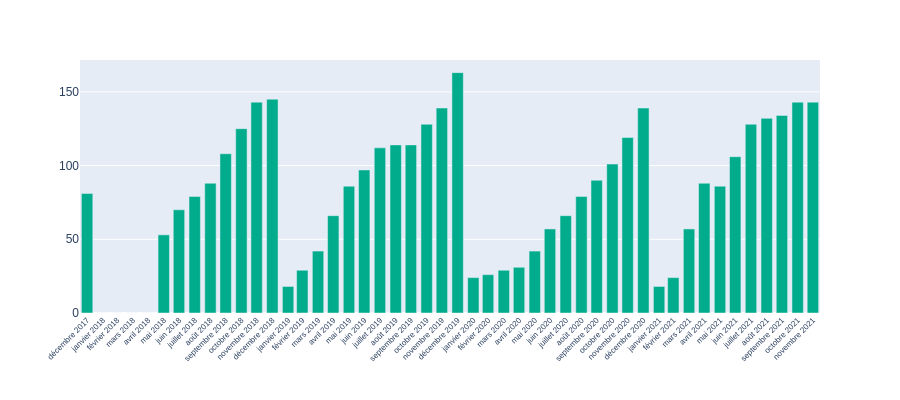 150
100
50
0
décembre 2017
janvier 2018
février 2018
mars 2018
avril 2018
mai 2018
juin 2018
juillet 2018
août 2018
septembre 2018
octobre 2018
novembre 2018
décembre 2018
janvier 2019
février 2019
mars 2019
avril 2019
mai 2019
juin 2019
juillet 2019
août 2019
septembre 2019
octobre 2019
novembre 2019
décembre 2019
janvier 2020
février 2020
mars 2020
avril 2020
mai 2020
juin 2020
juillet 2020
août 2020
septembre 2020
octobre 2020
novembre 2020
décembre 2020
janvier 2021
février 2021
mars 2021
avril 2021
mai 2021
juin 2021
juillet 2021
août 2021
septembre 2021
octobre 2021
novembre 2021